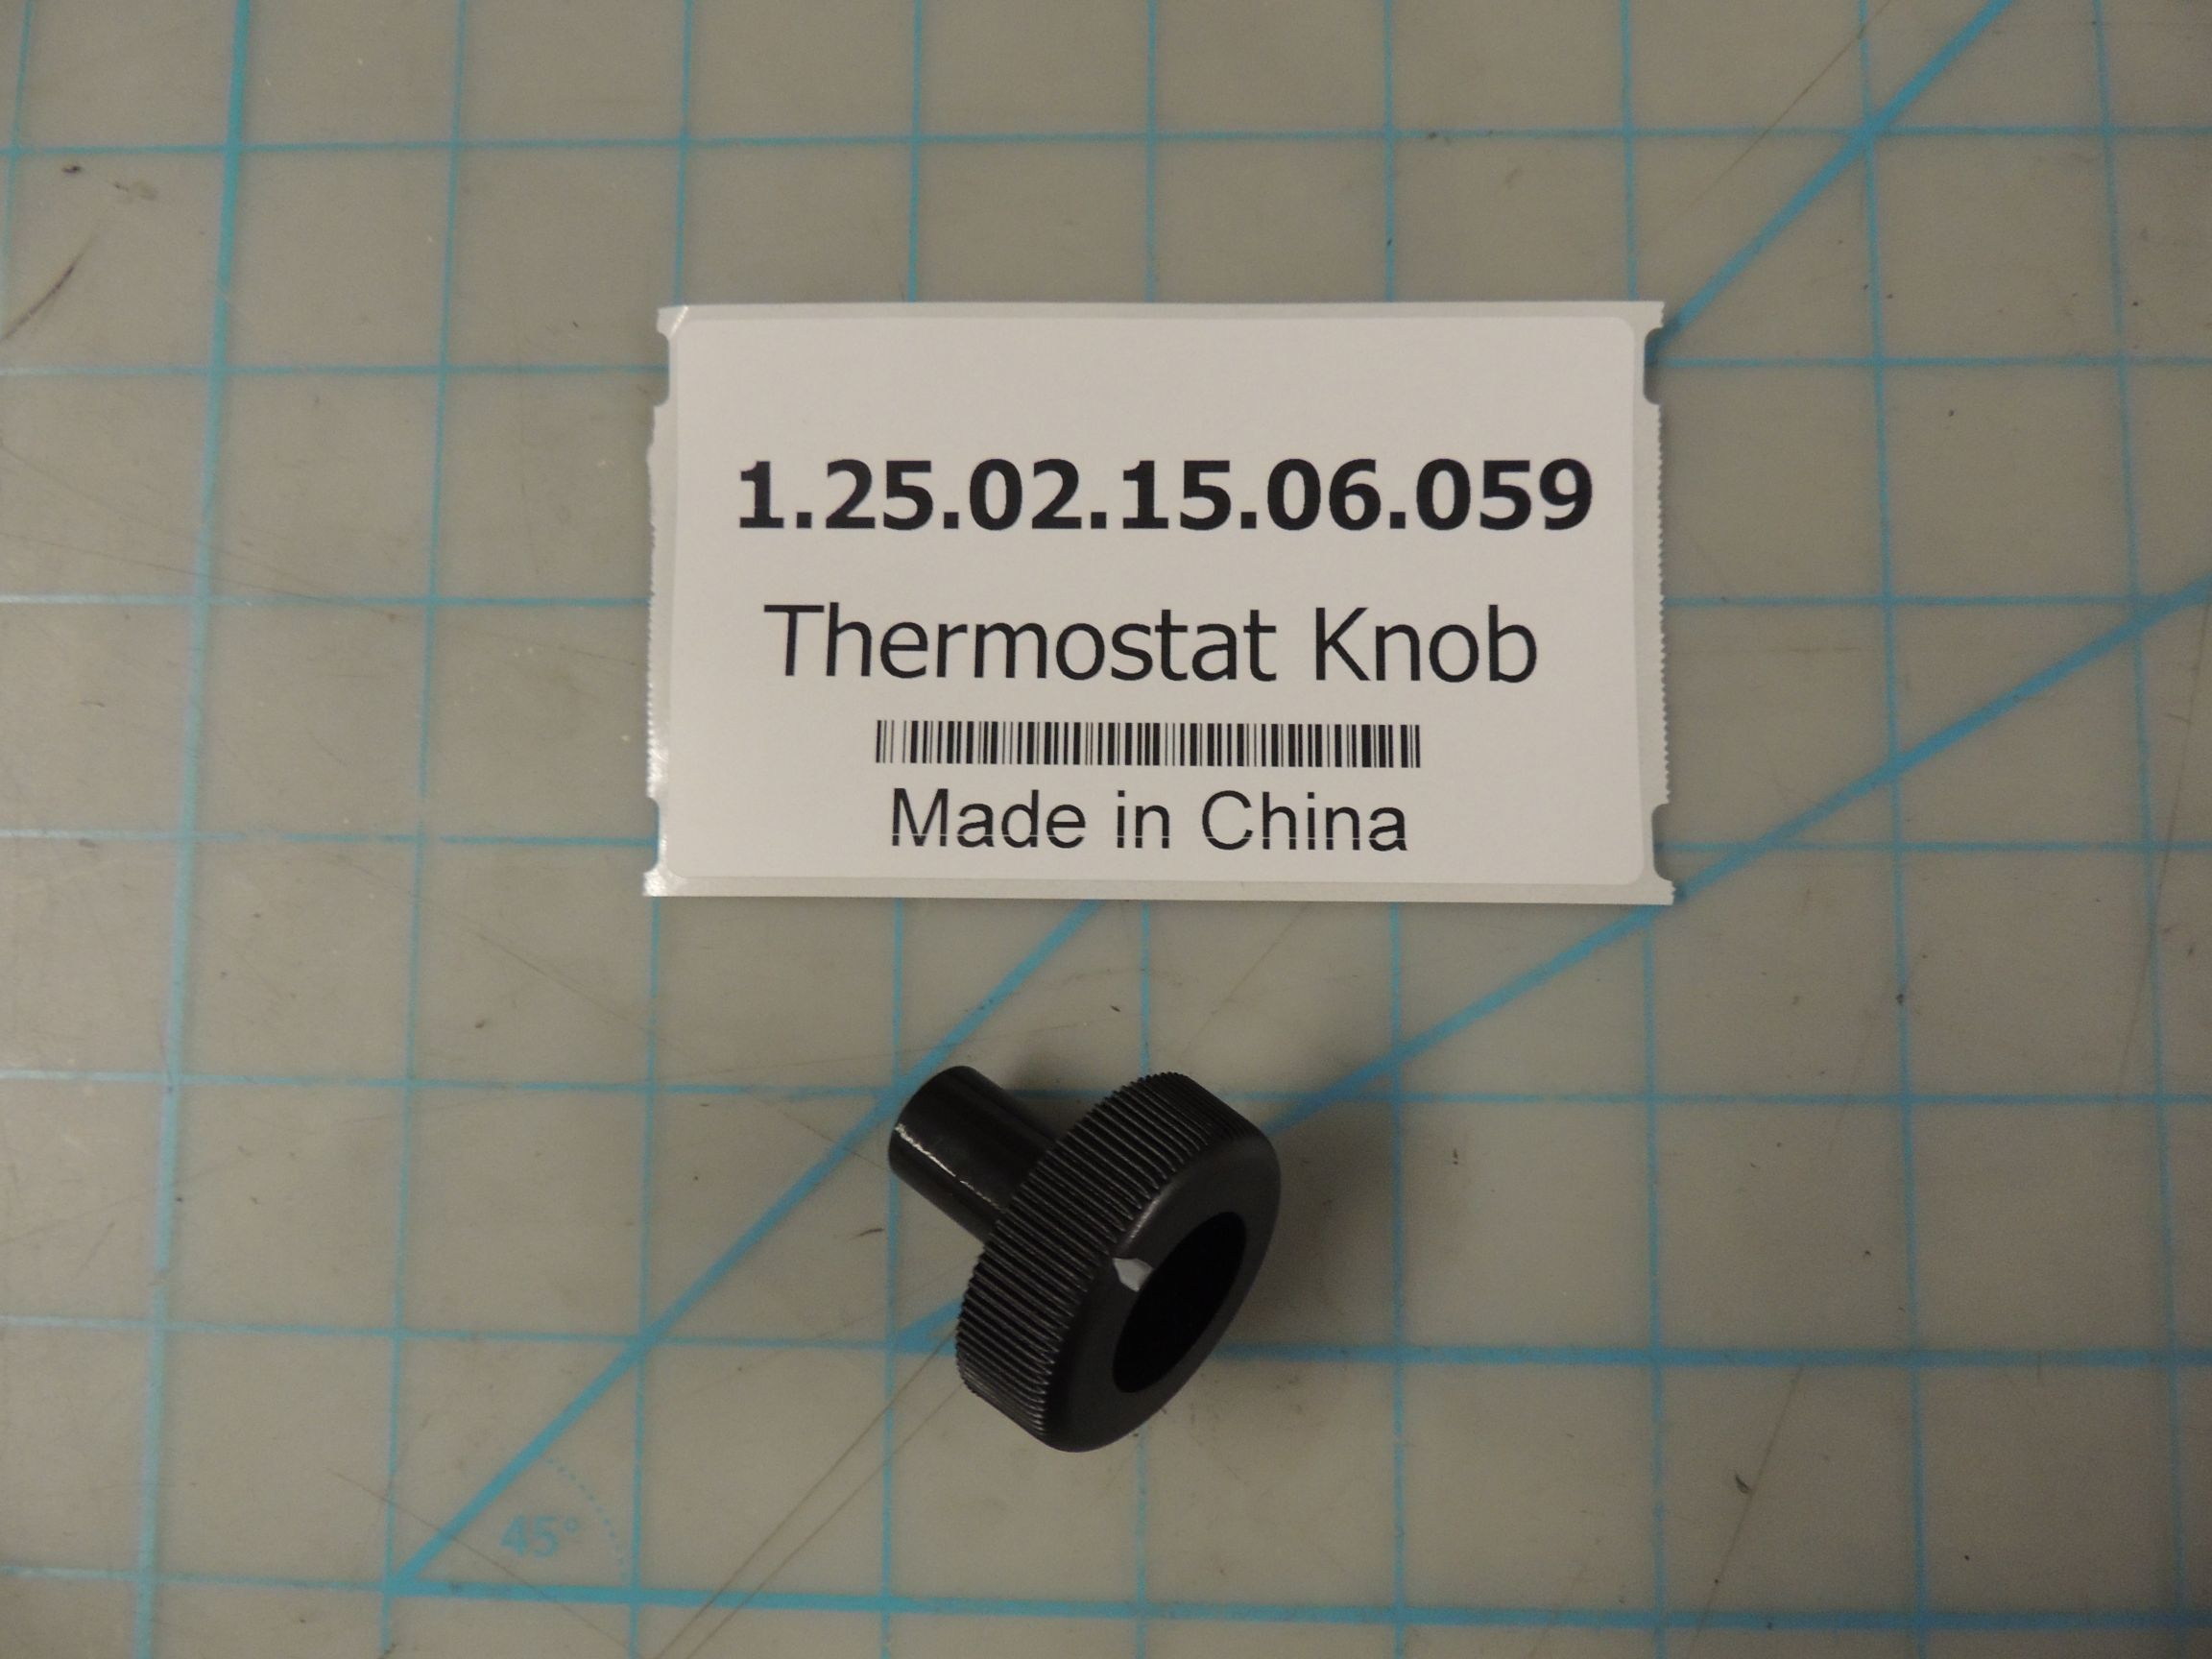 1.25.02.15.06.059
Thermostat Knob
Made in China
45°